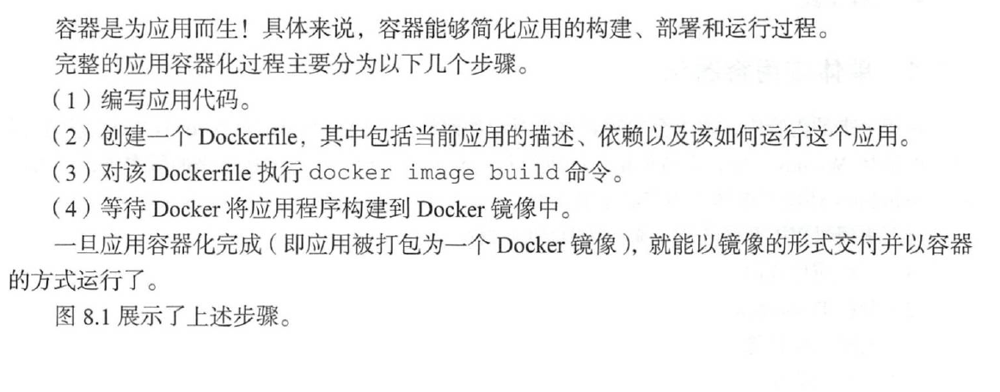 容器是为应用而生！具体来说，容器能够简化应用的构建、部署和运行过程。
完整的应用容器化过程主要分为以下几个步骤。
（1）编写应用代码。
（2）创建一个 Dockerfile，其中包括当前应用的描述、依赖以及该如何运行这个应用。
（3）对该 Dockerfile 执行 docker image build 命令。
（4）等待 Docker 将应用程序构建到 Docker 镜像中。
一旦应用容器化完成（即应用被打包为一个 Docker 镜像），就能以镜像的形式交付并以容器
的方式运行了。
图 8.1 展示了上述步骤。